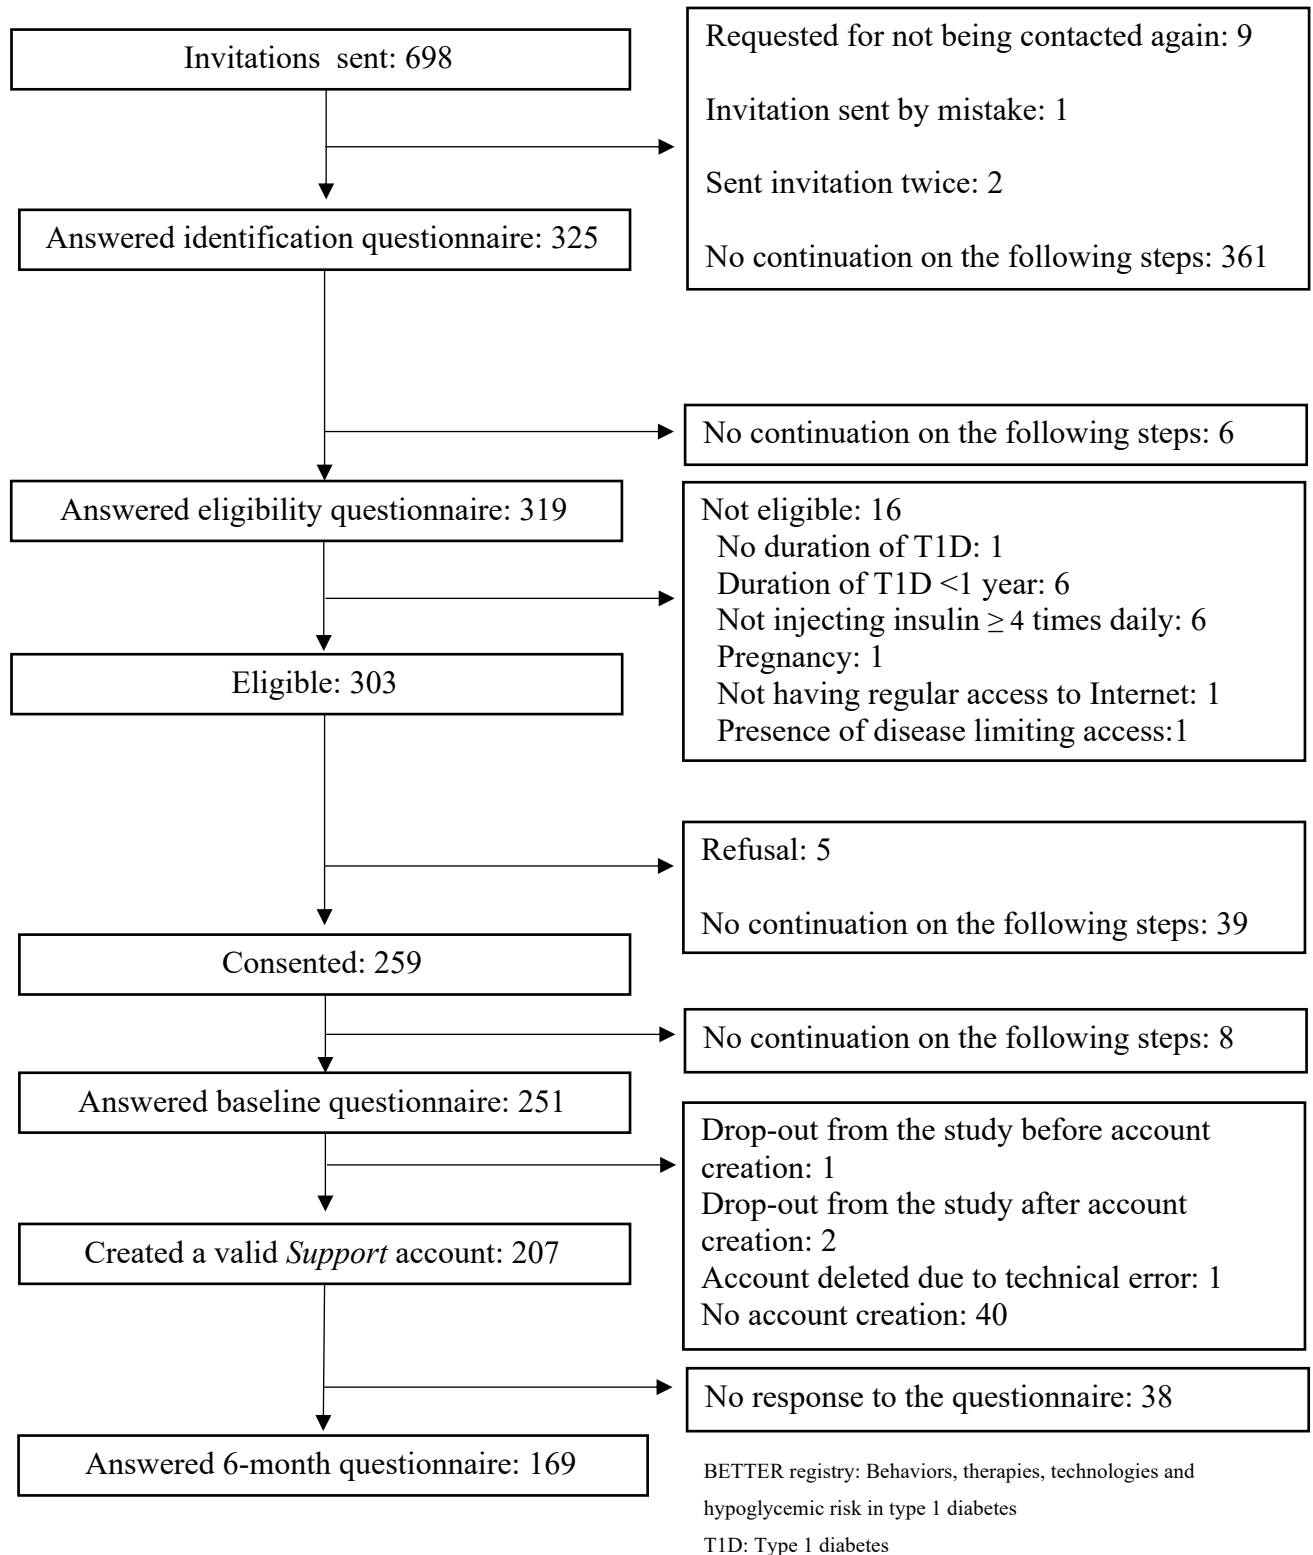 Invitations sent: 698
Requested for not being contacted again: 9
Invitation sent by mistake: 1
Sent invitation twice: 2
No continuation on the following steps: 361
Answered identification questionnaire: 325
No continuation on the following steps: 6
Answered eligibility questionnaire: 319
Not eligible: 16
No duration of T1D: 1
Duration of T1D <1 year: 6
Not injecting insulin ≥ 4 times daily: 6
Pregnancy: 1
Not having regular access to Internet: 1
Presence of disease limiting access:1
Eligible: 303
Refusal: 5
No continuation on the following steps: 39
Consented: 259
No continuation on the following steps: 8
Answered baseline questionnaire: 251
Drop-out from the study before account
creation: 1
Drop-out from the study after account
creation: 2
Account deleted due to technical error: 1
No account creation: 40
Created a valid Support account: 207
No response to the questionnaire: 38
Answered 6-month questionnaire: 169
BETTER registry: Behaviors, therapies, technologies and
hypoglycemic risk in type 1 diabetes
T1D: Type 1 diabetes